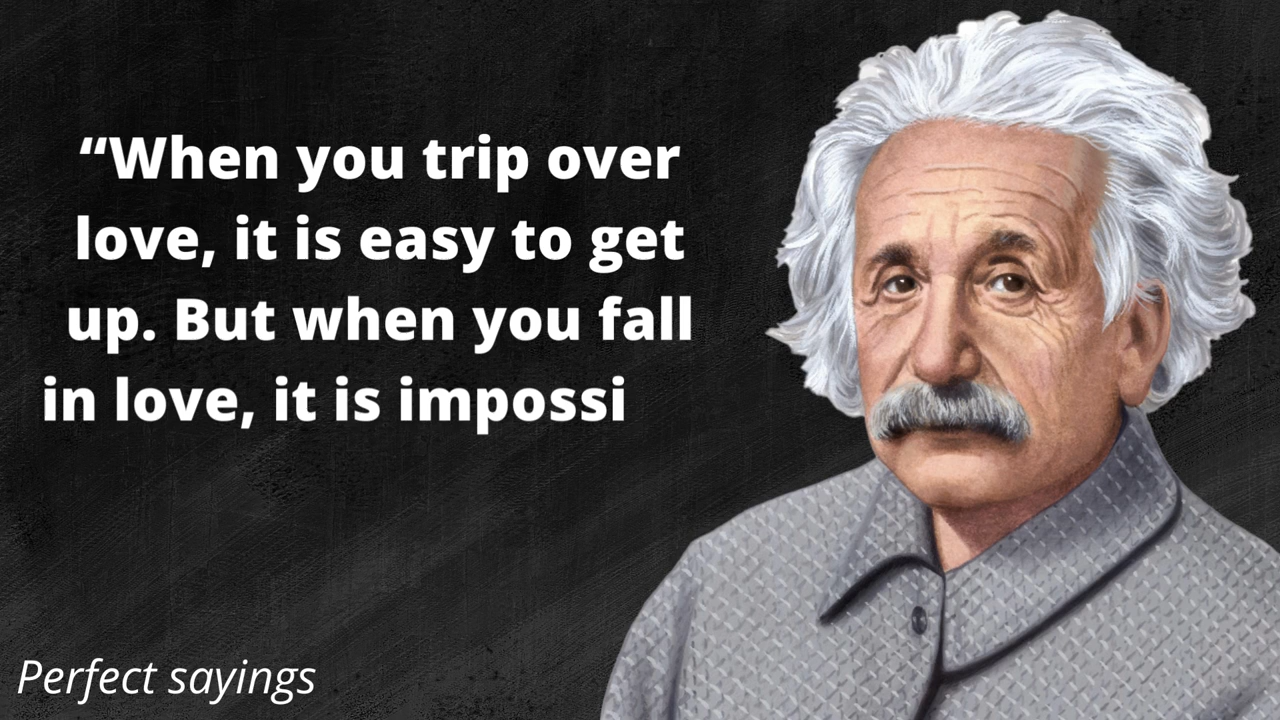 “When you trip over
love, it is easy to get
up. But when you fall
in love, it is impossi
Perfect sayings